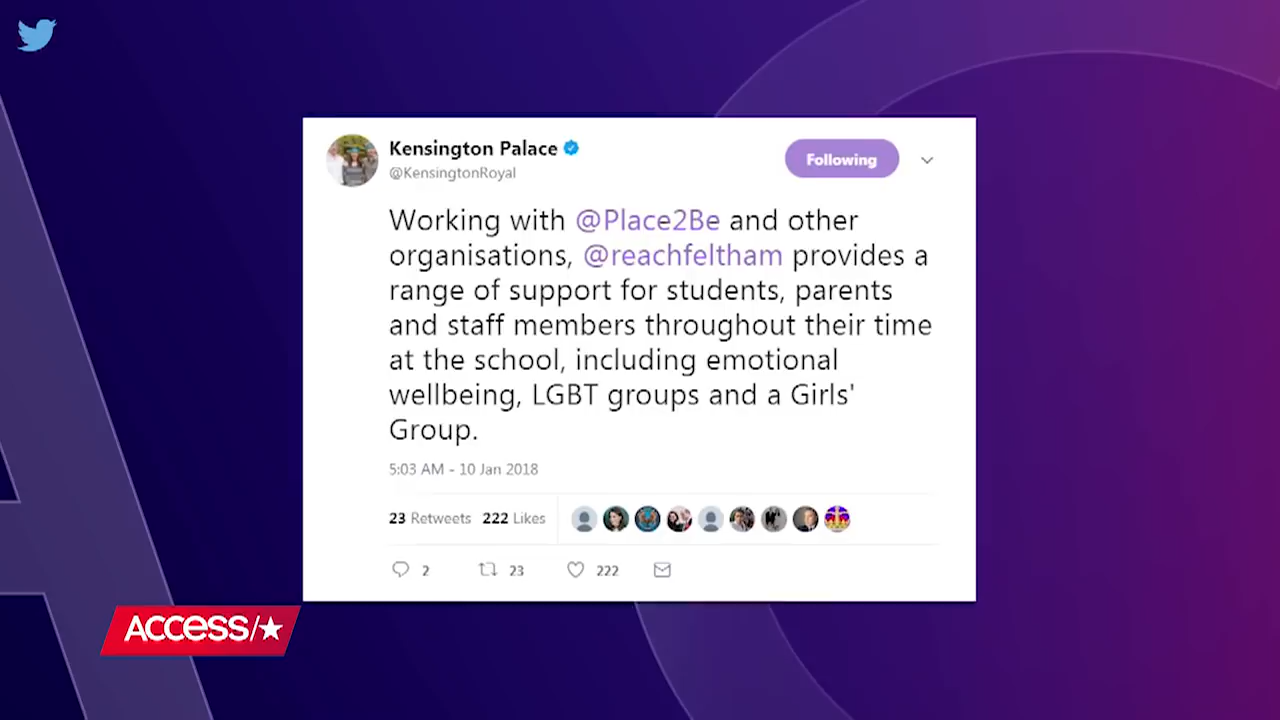 Kensington Palace
@KensingtonRoyal
Following
Working with @Place2Be and other
organisations, @reachfeltham provides a
range of support for students, parents
and staff members throughout their time
at the school, including emotional
wellbeing, LGBT groups and a Girls'
Group.
5:03 AM - 10 Jan 2018
23 Retweets 222 Likes
2 23 222
ACCESS/